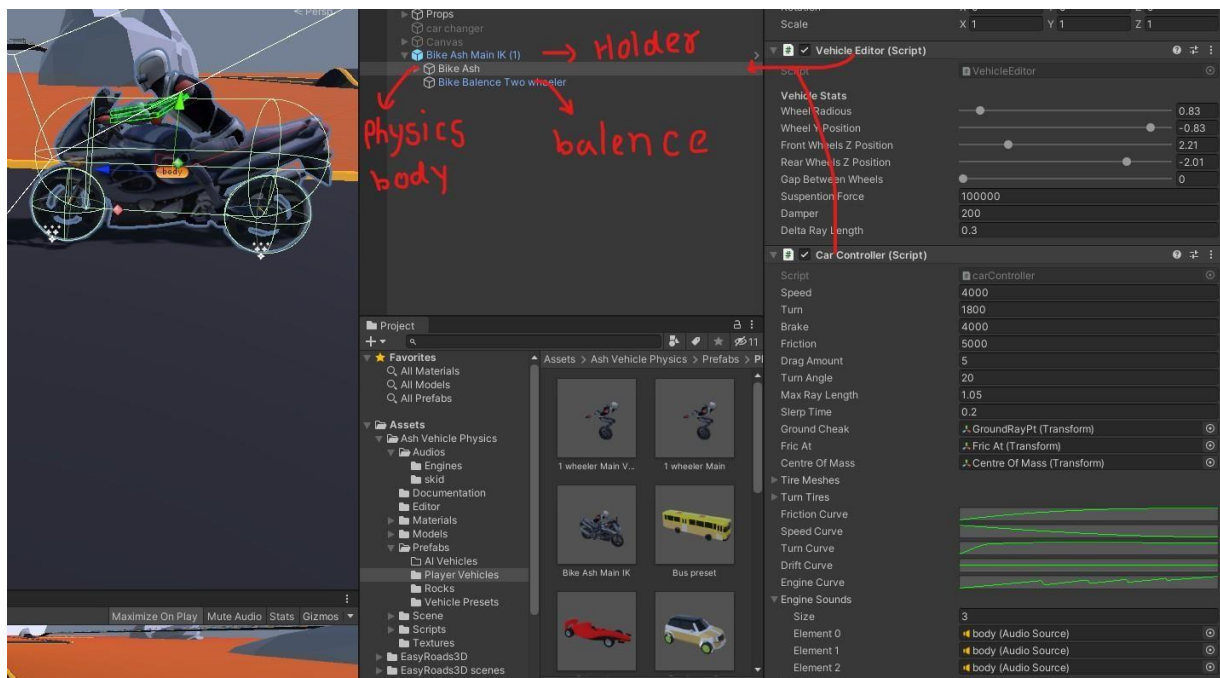 < Persp
body
Maximize On Play Mute Audio Stats Gizmos
Props
car changer
Canvas
Bike Ash Main IK (1)
Bike Ash
Bike Balence Two wheeler
Holder
Physics
body
balence
Project
11
Favorites
All Materials
All Models
All Prefabs
Assets
Ash Vehicle Physics
Audios
Engines
skid
Documentation
Editor
Materials
Models
Prefabs
AI Vehicles
Player Vehicles
Rocks
Vehicle Presets
Scene
Scripts
Textures
EasyRoads3D
EasyRoads3D scenes
Assets > Ash Vehicle Physics > Prefabs > Pl
1 wheeler Main V... 1 wheeler Main
Bike Ash Main IK Bus preset
Rotation
Scale X 1 Y 1 Z 1
Vehicle Editor (Script)
Script VehicleEditor
Vehicle Stats
Wheel Radious 0.83
Wheel Y Position -0.83
Front Wheels Z Position 2.21
Rear Wheels Z Position -2.01
Gap Between Wheels 0
Suspention Force 100000
Damper 200
Delta Ray Length 0.3
Car Controller (Script)
Script carController
Speed 4000
Turn 1800
Brake 4000
Friction 5000
Drag Amount 5
Turn Angle 20
Max Ray Length 1.05
Slerp Time 0.2
Ground Cheak GroundRayPt (Transform)
Fric At Fric At (Transform)
Centre Of Mass Centre Of Mass (Transform)
Tire Meshes
Turn Tires
Friction Curve
Speed Curve
Turn Curve
Drift Curve
Engine Curve
Engine Sounds
Size 3
Element 0 body (Audio Source)
Element 1 body (Audio Source)
Element 2 body (Audio Source)